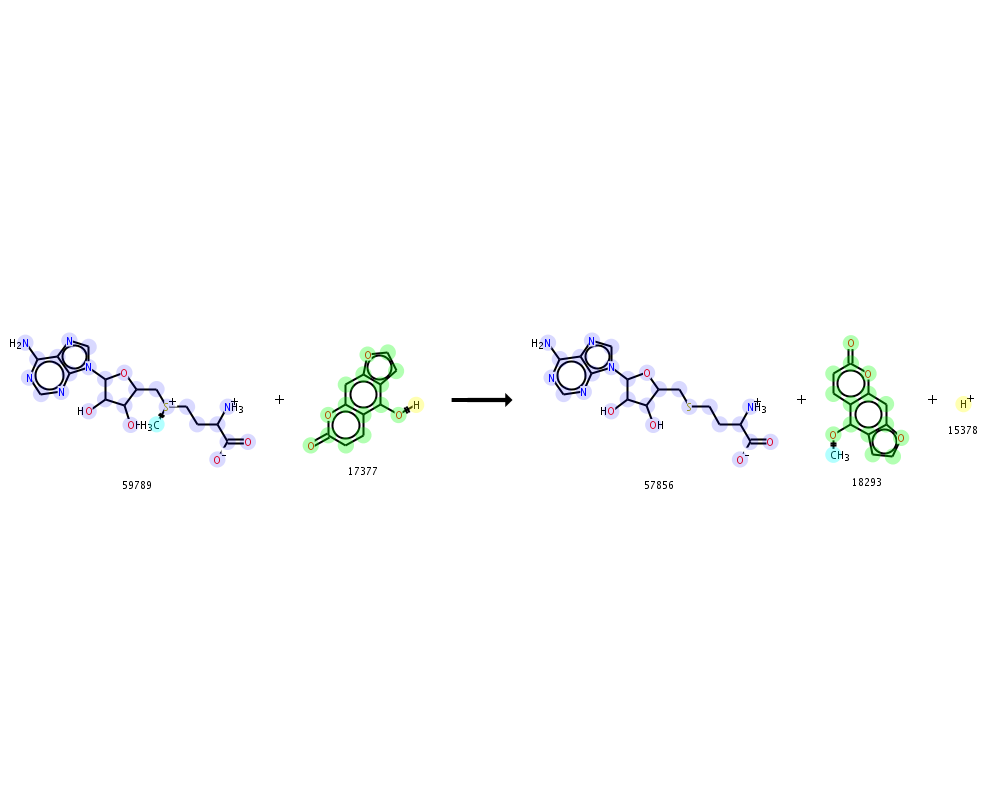 H₂N N N N N O HO OH H₃C S⁺ NH₃⁺ O O⁻
59789
+
O O O O H
17377
H₂N N N N N O HO OH S NH₃⁺ O O⁻
57856
+
O O O O CH₃
18293
+
H⁺
15378